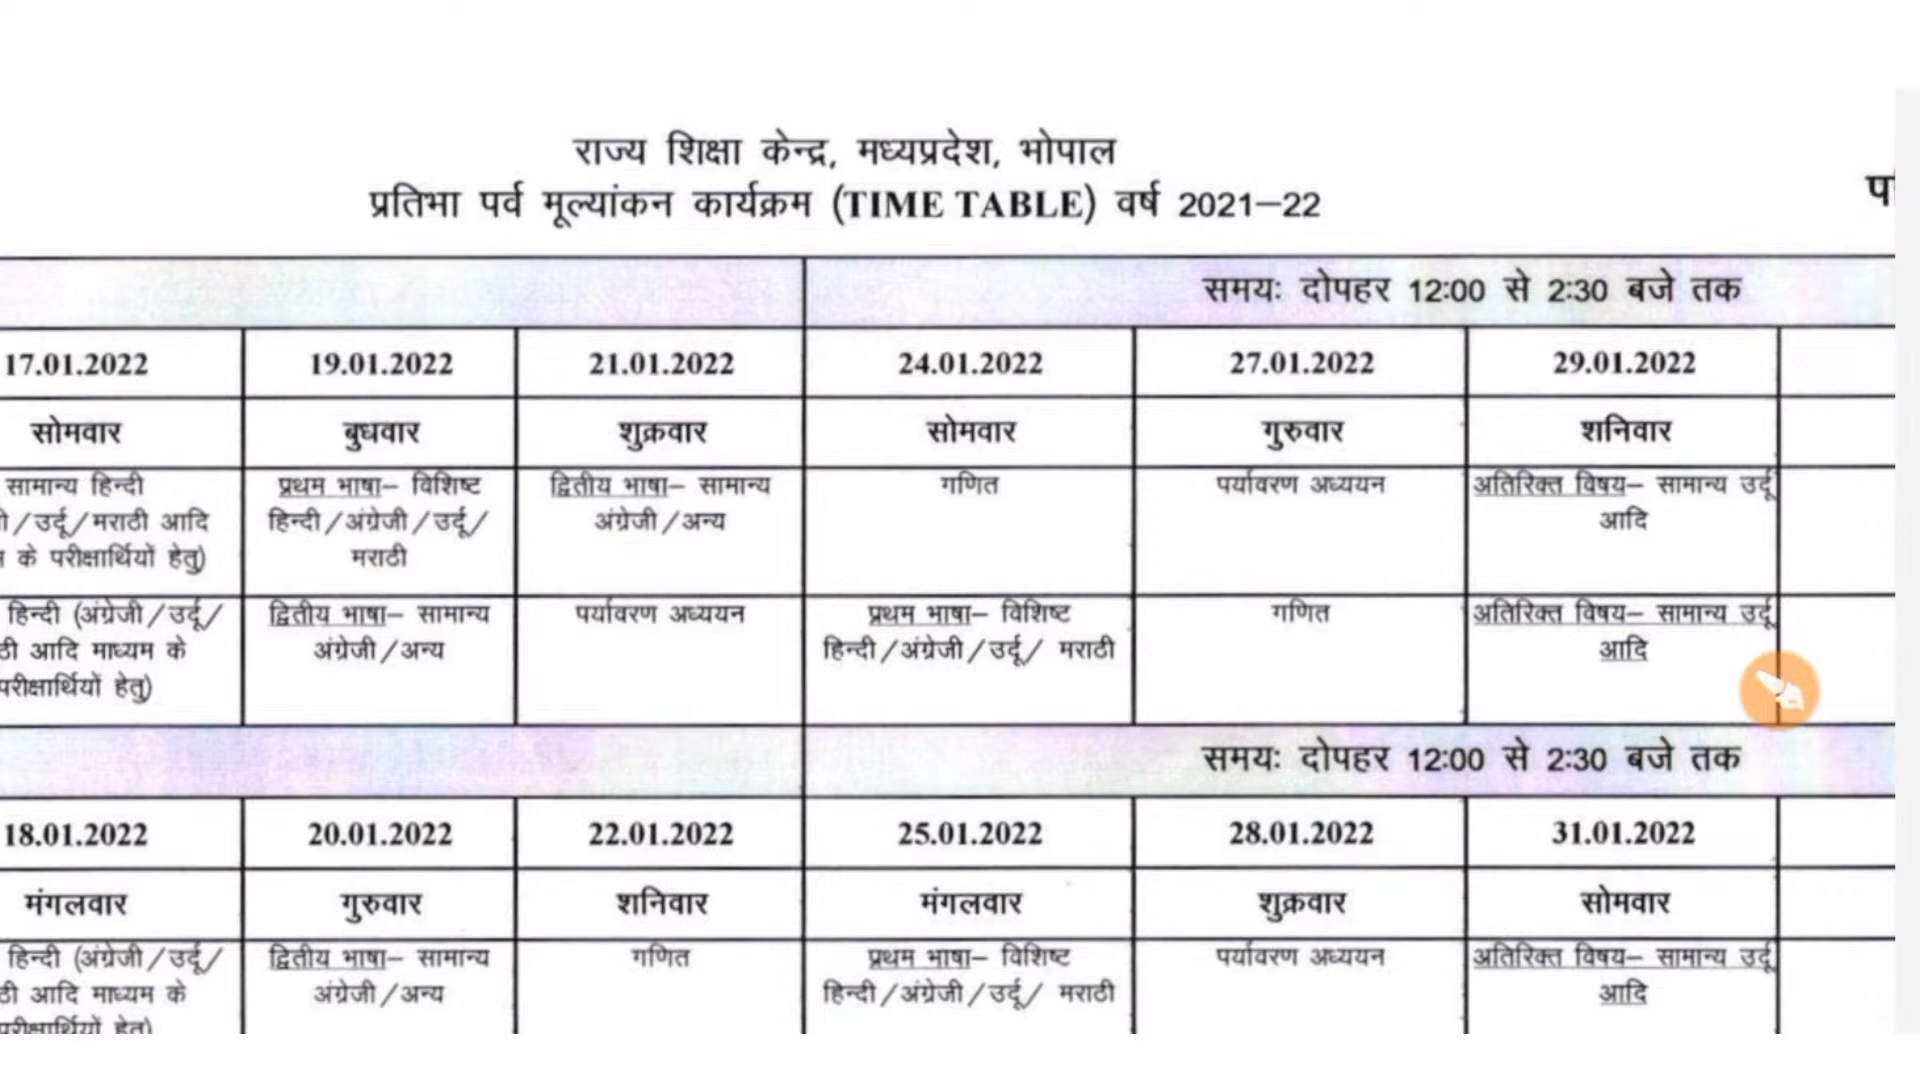 राज्य शिक्षा केन्द्र, मध्यप्रदेश, भोपाल
प्रतिभा पर्व मूल्यांकन कार्यक्रम (TIME TABLE) वर्ष 2021–22
समयः दोपहर 12:00 से 2:30 बजे तक
17.01.2022 19.01.2022 21.01.2022 24.01.2022 27.01.2022 29.01.2022
सोमवार बुधवार शुक्रवार सोमवार गुरुवार शनिवार
सामान्य हिन्दी प्रथम भाषा– विशिष्ट द्वितीय भाषा– सामान्य गणित पर्यावरण अध्ययन अतिरिक्त विषय– सामान्य उर्दू
/उर्दू/मराठी आदि हिन्दी/अंग्रेजी/उर्दू/ अंग्रेजी/अन्य आदि
के परीक्षार्थियों हेतु) मराठी
हिन्दी (अंग्रेजी/उर्दू/ द्वितीय भाषा– सामान्य पर्यावरण अध्ययन प्रथम भाषा– विशिष्ट गणित अतिरिक्त विषय– सामान्य उर्दू
आदि माध्यम के अंग्रेजी/अन्य हिन्दी/अंग्रेजी/उर्दू/ मराठी आदि
परीक्षार्थियों हेतु)
समयः दोपहर 12:00 से 2:30 बजे तक
18.01.2022 20.01.2022 22.01.2022 25.01.2022 28.01.2022 31.01.2022
मंगलवार गुरुवार शनिवार मंगलवार शुक्रवार सोमवार
हिन्दी (अंग्रेजी/उर्दू/ द्वितीय भाषा– सामान्य गणित प्रथम भाषा– विशिष्ट पर्यावरण अध्ययन अतिरिक्त विषय– सामान्य उर्दू
आदि माध्यम के अंग्रेजी/अन्य हिन्दी/अंग्रेजी/उर्दू/ मराठी आदि
परीक्षार्थियों हेतु)